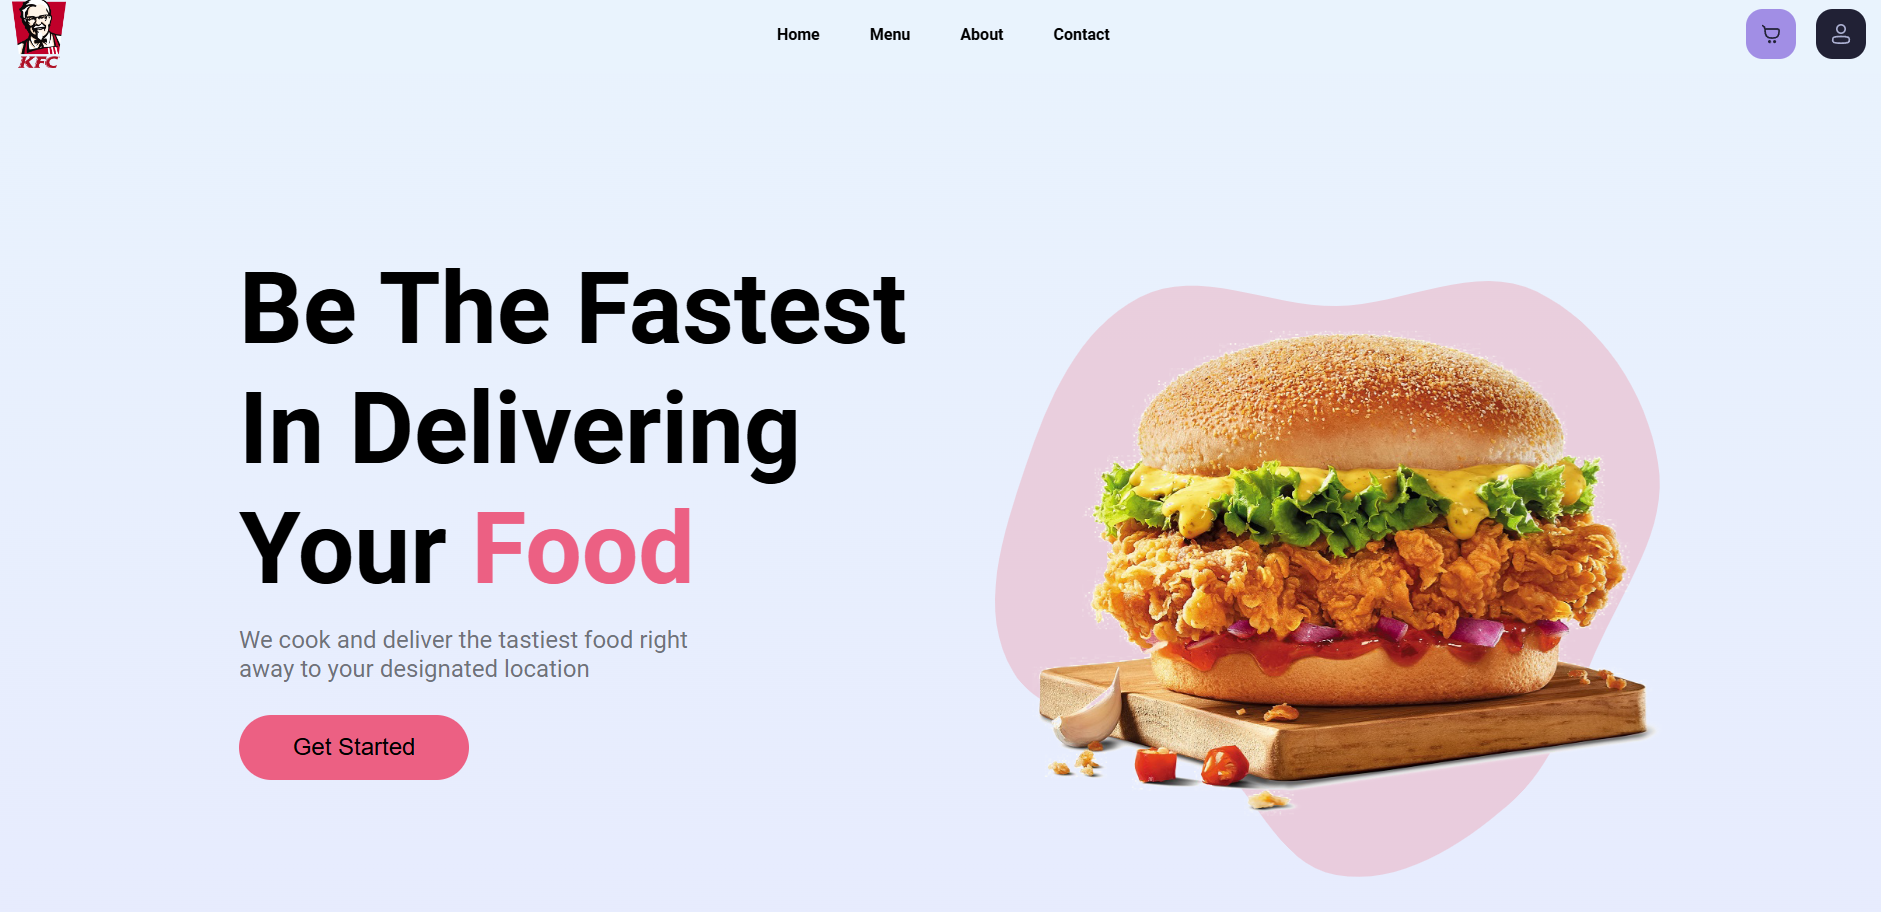 KFC
Home
Menu
About
Contact
Be The Fastest
In Delivering
Your Food
We cook and deliver the tastiest food right
away to your designated location
Get Started